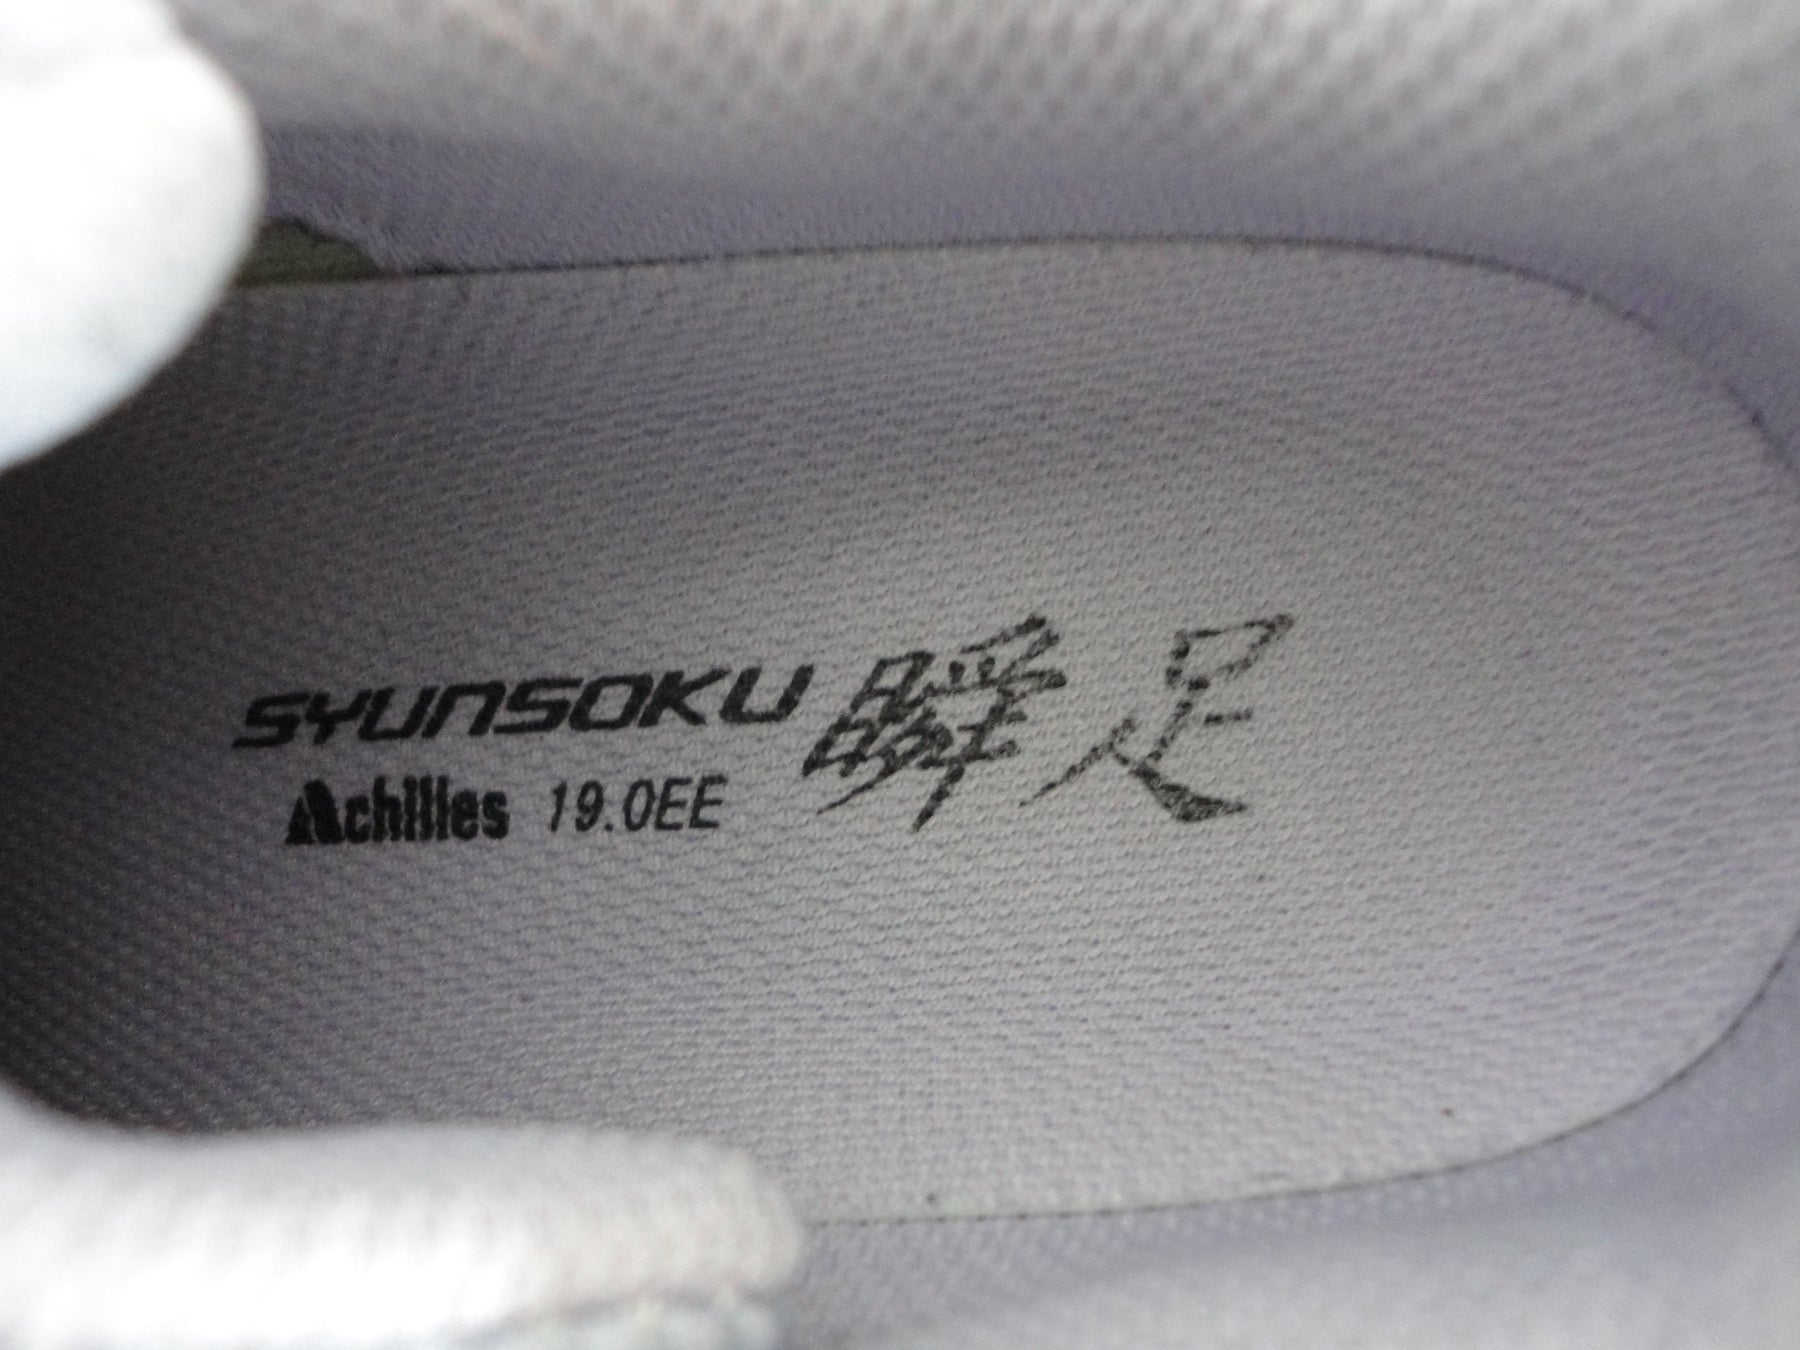 SYUNSOKU 瞬足
Achilles 19.0EE